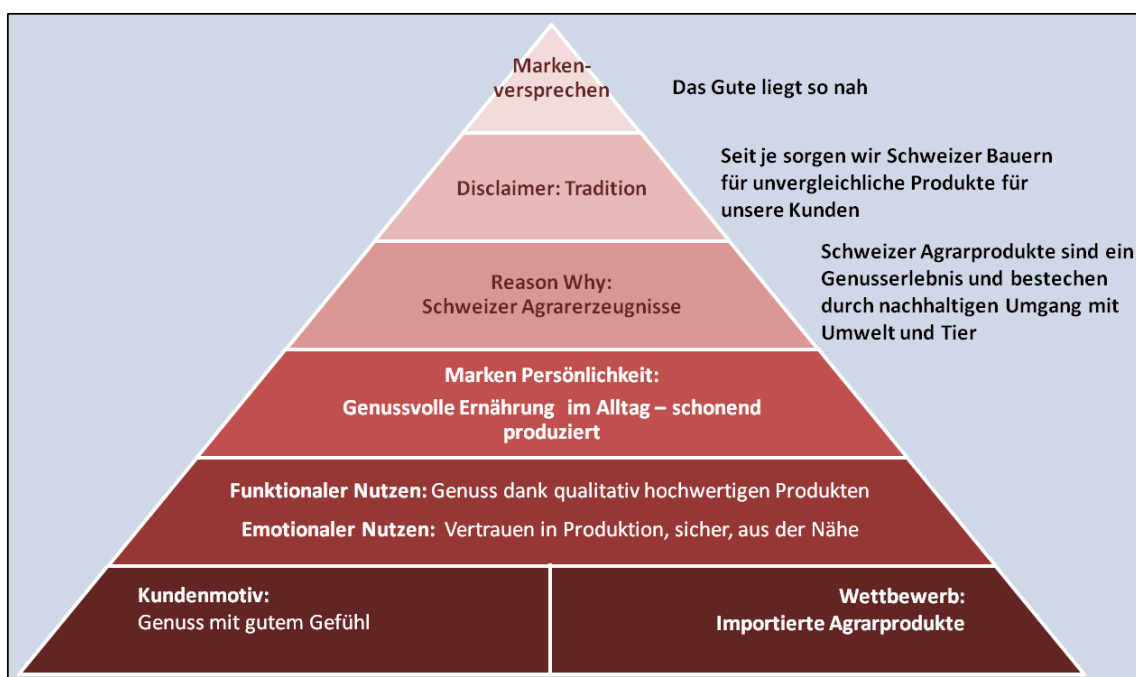 Marken-
versprechen
Das Gute liegt so nah
Disclaimer: Tradition
Seit je sorgen wir Schweizer Bauern
für unvergleichliche Produkte für
unsere Kunden
Reason Why:
Schweizer Agrarerzeugnisse
Schweizer Agrarprodukte sind ein
Genusserlebnis und bestechen
durch nachhaltigen Umgang mit
Umwelt und Tier
Marken Persönlichkeit:
Genussvolle Ernährung im Alltag – schonend
produziert
Funktionaler Nutzen: Genuss dank qualitativ hochwertigen Produkten
Emotionaler Nutzen: Vertrauen in Produktion, sicher, aus der Nähe
Kundenmotiv:
Genuss mit gutem Gefühl
Wettbewerb:
Importierte Agrarprodukte